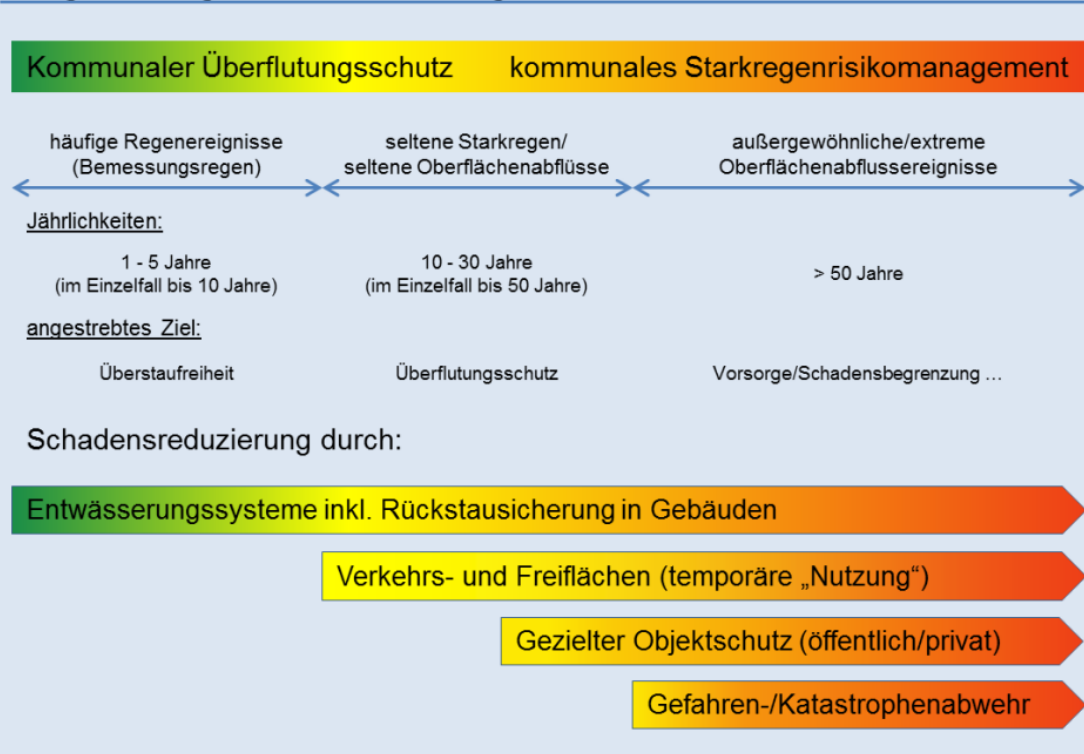 Kommunaler Überflutungsschutz kommunales Starkregenrisikomanagement
häufige Regenereignisse
(Bemessungsregen)
seltene Starkregen/
seltene Oberflächenabflüsse
außergewöhnliche/extreme
Oberflächenabflussereignisse
Jährlichkeiten:
1 - 5 Jahre
(im Einzelfall bis 10 Jahre)
10 - 30 Jahre
(im Einzelfall bis 50 Jahre)
> 50 Jahre
angestrebtes Ziel:
Überstaufreiheit
Überflutungsschutz
Vorsorge/Schadensbegrenzung ...
Schadensreduzierung durch:
Entwässerungssysteme inkl. Rückstausicherung in Gebäuden
Verkehrs- und Freiflächen (temporäre „Nutzung“)
Gezielter Objektschutz (öffentlich/privat)
Gefahren-/Katastrophenabwehr